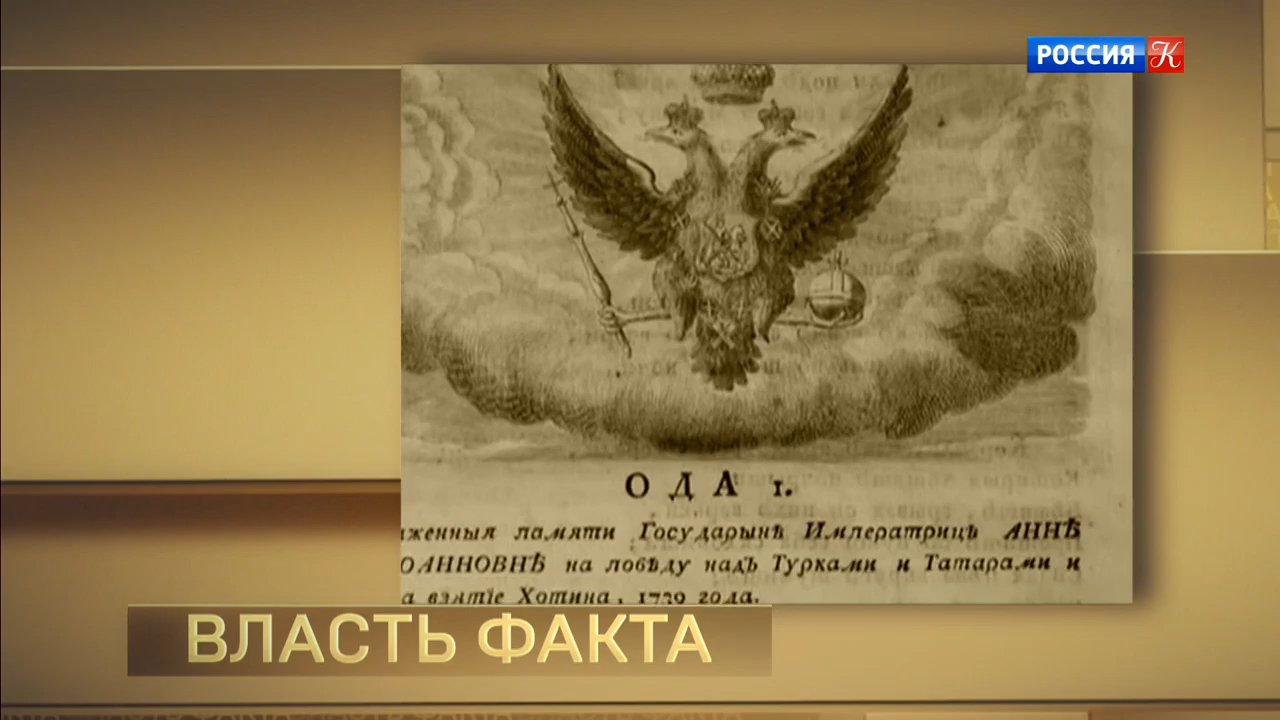 РОССИЯ К
ОДА 1.
женныя памяти Государынѣ Императрицѣ АННѢ
ОАННОВНѢ на побѣду надъ Турками и Татарами и
а взятіе Хотина, 1739 года.
ВЛАСТЬ ФАКТА